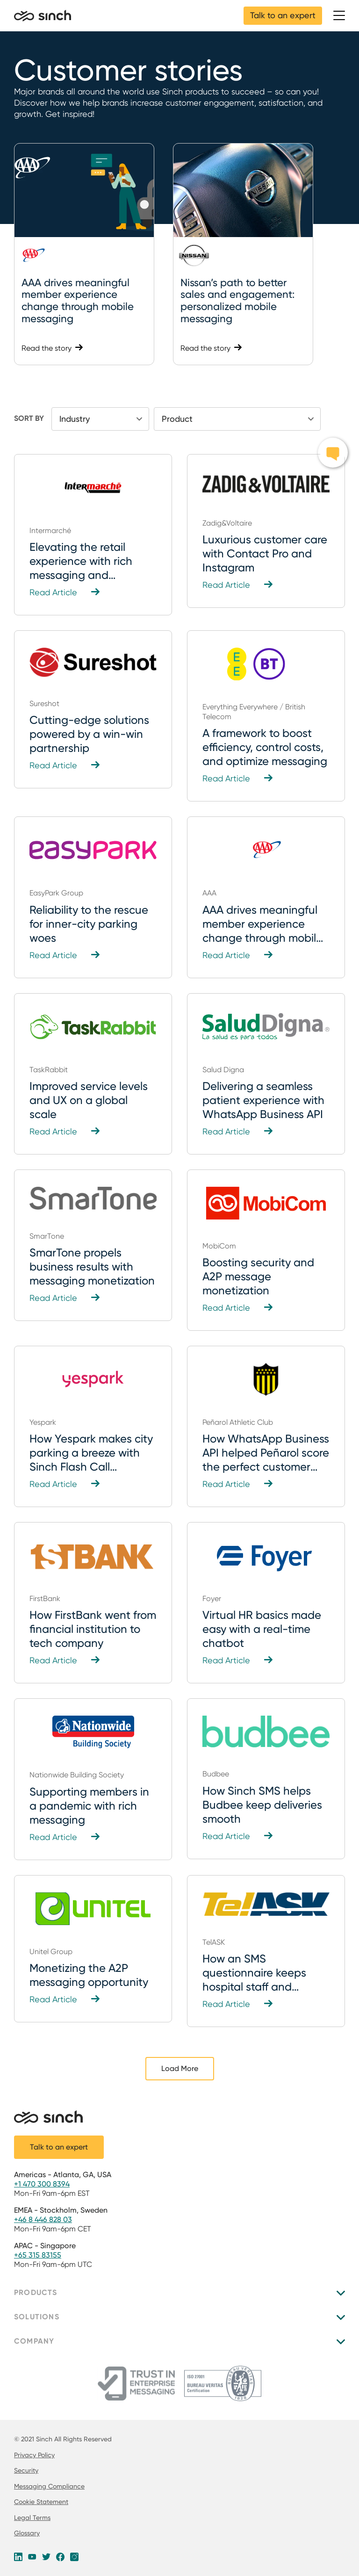 sinch
Talk to an expert
Customer stories
Major brands all around the world use Sinch products to succeed – so can you!
Discover how we help brands increase customer engagement, satisfaction, and
growth. Get inspired!
AAA
AAA drives meaningful
member experience
change through mobile
messaging
Read the story
NISSAN
Nissan's path to better
sales and engagement:
personalized mobile
messaging
Read the story
SORT BY
Industry
Product
Intermarché
Intermarché
Elevating the retail
experience with rich
messaging and...
Read Article
ZADIG&VOLTAIRE
Zadig&Voltaire
Luxurious customer care
with Contact Pro and
Instagram
Read Article
Sureshot
Sureshot
Cutting-edge solutions
powered by a win-win
partnership
Read Article
EE
BT
Everything Everywhere / British
Telecom
A framework to boost
efficiency, control costs,
and optimize messaging
Read Article
easypark
EasyPark Group
Reliability to the rescue
for inner-city parking
woes
Read Article
AAA
AAA
AAA drives meaningful
member experience
change through mobil...
Read Article
TaskRabbit
TaskRabbit
Improved service levels
and UX on a global
scale
Read Article
SaludDigna®
La salud es para todos.
Salud Digna
Delivering a seamless
patient experience with
WhatsApp Business API
Read Article
SmarTone
SmarTone
SmarTone propels
business results with
messaging monetization
Read Article
MobiCom
MobiCom
Boosting security and
A2P message
monetization
Read Article
yespark
Yespark
How Yespark makes city
parking a breeze with
Sinch Flash Call...
Read Article
Peñarol Athletic Club
How WhatsApp Business
API helped Peñarol score
the perfect customer...
Read Article
1STBANK
FirstBank
How FirstBank went from
financial institution to
tech company
Read Article
Foyer
Foyer
Virtual HR basics made
easy with a real-time
chatbot
Read Article
Nationwide
Building Society
Nationwide Building Society
Supporting members in
a pandemic with rich
messaging
Read Article
budbee
Budbee
How Sinch SMS helps
Budbee keep deliveries
smooth
Read Article
UNITEL
Unitel Group
Monetizing the A2P
messaging opportunity
Read Article
Tel ASK
TelASK
How an SMS
questionnaire keeps
hospital staff and...
Read Article
Load More
sinch
Talk to an expert
Americas - Atlanta, GA, USA
+1 470 300 8394
Mon-Fri 9am-6pm EST
EMEA - Stockholm, Sweden
+46 8 446 828 03
Mon-Fri 9am-6pm CET
APAC - Singapore
+65 315 83155
Mon-Fri 9am-6pm UTC
PRODUCTS
SOLUTIONS
COMPANY
TRUST IN
ENTERPRISE
MESSAGING
ISO 27001
BUREAU VERITAS
Certification
© 2021 Sinch All Rights Reserved
Privacy Policy
Security
Messaging Compliance
Cookie Statement
Legal Terms
Glossary